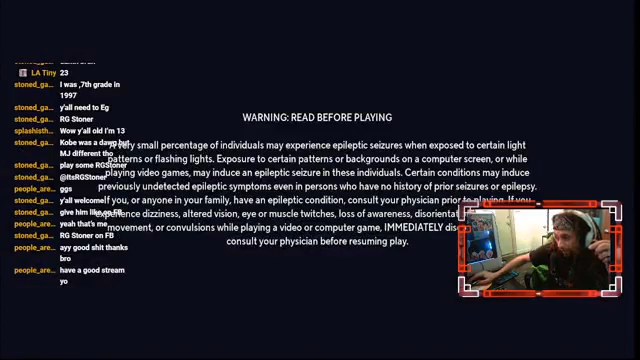 LA Tiny 23
stoned_ga... I was ,7th grade in
1997
stoned_ga... y'all need to Eg
stoned_ga... RG Stoner
splashisth... Wow y'all old I'm 13
stoned_ga... Kobe was a dawg but
MJ different tho
stoned_ga... play some RGStoner
stoned_ga... @ItsRGStoner
people_are... ggs
stoned_ga... y'all welcome
stoned_ga... give him like on FB
people_are... yeah that's me
stoned_ga... RG Stoner on FB
people_are... ayy good shit thanks
bro
people_are... have a good stream
yo
WARNING: READ BEFORE PLAYING
A very small percentage of individuals may experience epileptic seizures when exposed to certain light
patterns or flashing lights. Exposure to certain patterns or backgrounds on a computer screen, or while
playing video games, may induce an epileptic seizure in these individuals. Certain conditions may induce
previously undetected epileptic symptoms even in persons who have no history of prior seizures or epilepsy.
If you, or anyone in your family, have an epileptic condition, consult your physician prior to playing. If you
experience dizziness, altered vision, eye or muscle twitches, loss of awareness,
movement, or convulsions while playing a video or computer game, IMMEDIATELY
consult your physician before resuming play.